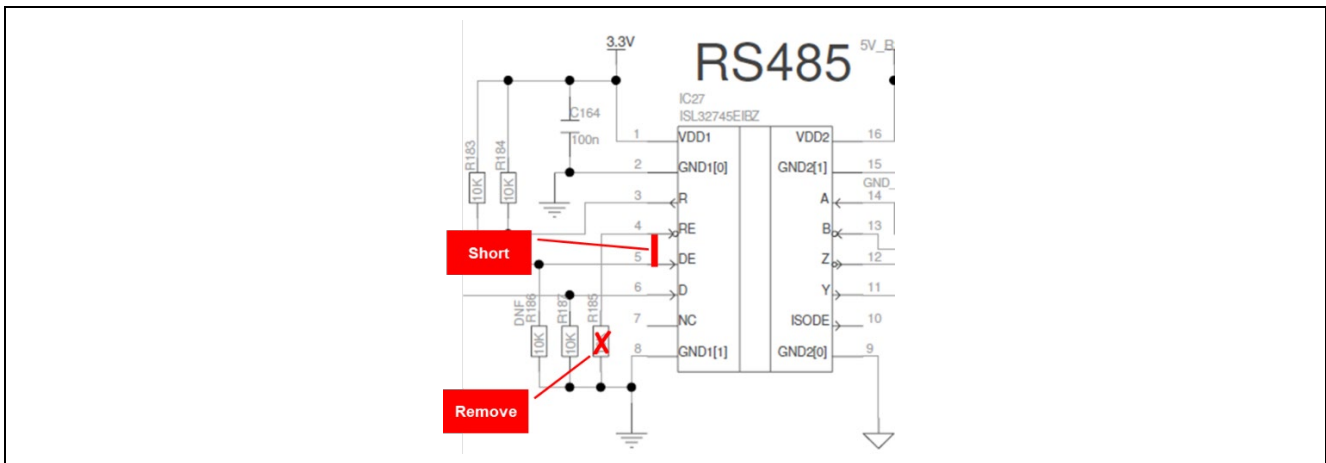 3.3V
RS485
5V_B
IC27
ISL32745EIBZ
C164
100n
R183
10K
R184
10K
1
VDD1
VDD2
16
2
GND1[0]
GND2[1]
15
GND_
3
R
A
14
4
RE
B
13
Short
5
DE
Z
12
6
D
Y
11
DNF
R186
10K
R187
10K
R185
7
NC
ISODE
10
8
GND1[1]
GND2[0]
9
X
Remove